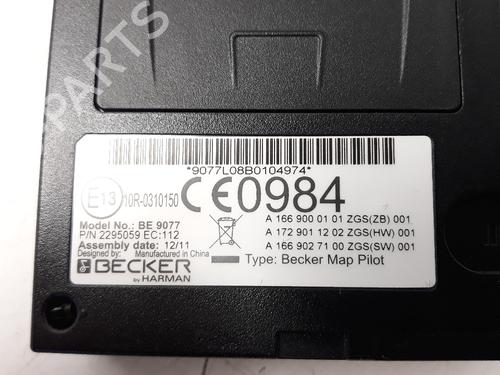 PARTS
*9077L08B0104974*
E13 10R-0310150 CE0984
Model No.: BE 9077
P/N 2295059 EC:112
Assembly date: 12/11
Designed by: Manufactured in China
BECKER
by HARMAN
A 166 900 01 01 ZGS(ZB) 001
A 172 901 12 02 ZGS(HW) 001
A 166 902 71 00 ZGS(SW) 001
Type: Becker Map Pilot